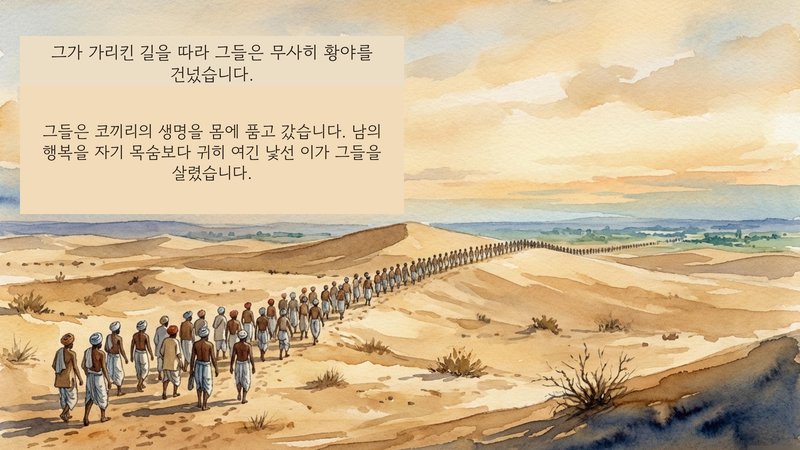 그가 가리킨 길을 따라 그들은 무사히 황야를
건넜습니다.
그들은 코끼리의 생명을 몸에 품고 갔습니다. 남의
행복을 자기 목숨보다 귀히 여긴 낯선 이가 그들을
살렸습니다.